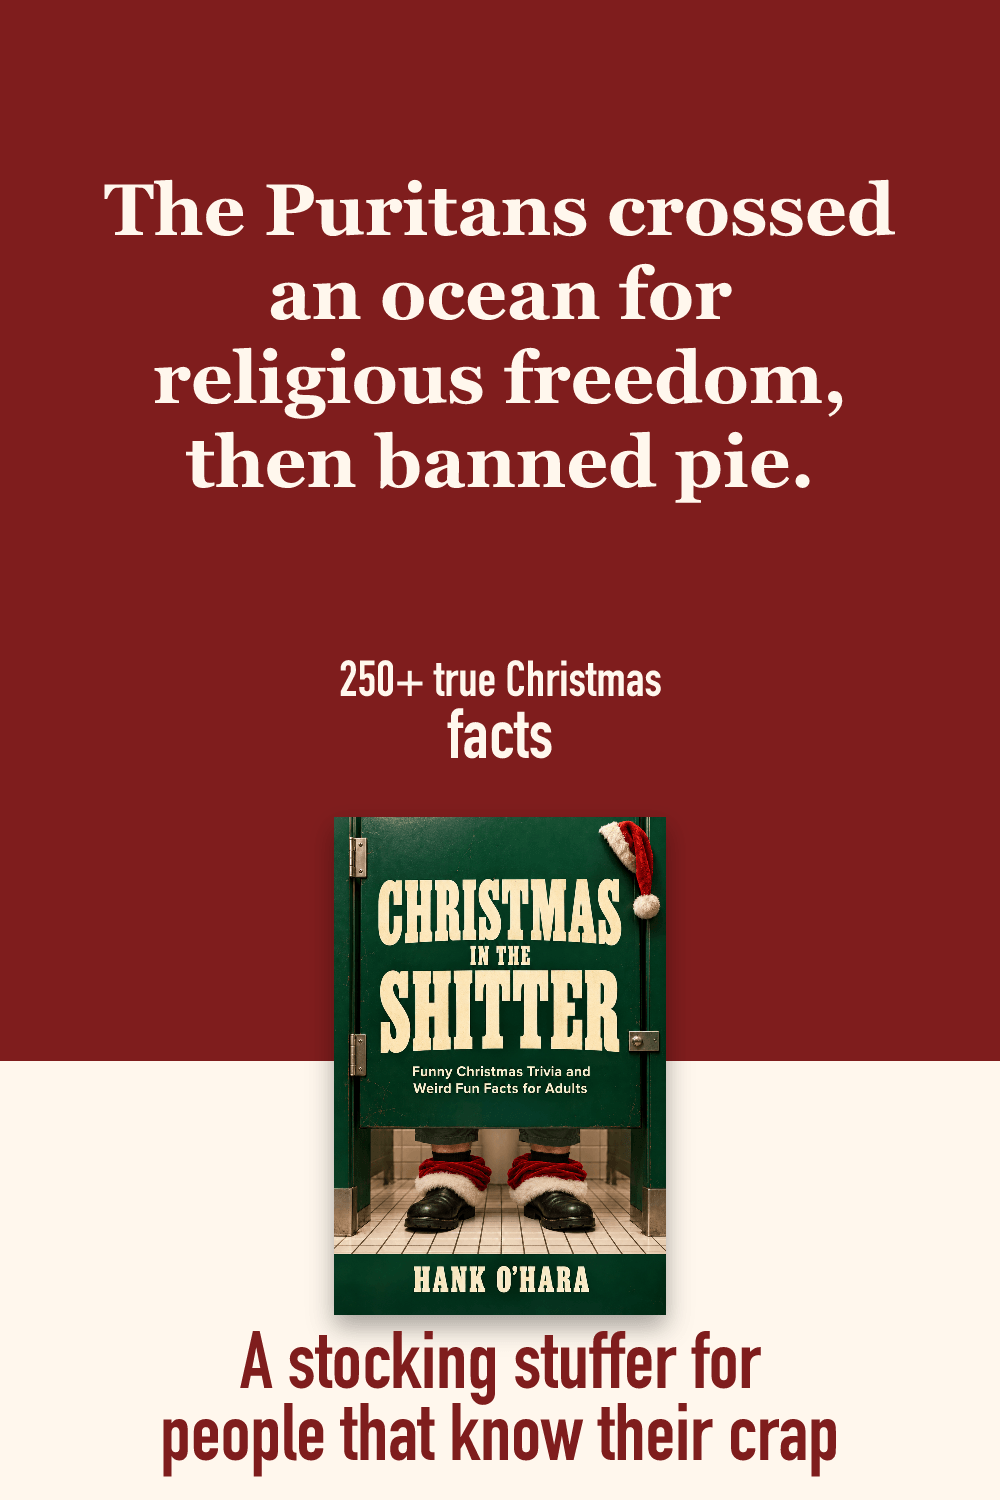 The Puritans crossed
an ocean for
religious freedom,
then banned pie.
250+ true Christmas
facts
CHRISTMAS
IN THE
SHITTER
Funny Christmas Trivia and
Weird Fun Facts for Adults
HANK O'HARA
A stocking stuffer for
people that know their crap